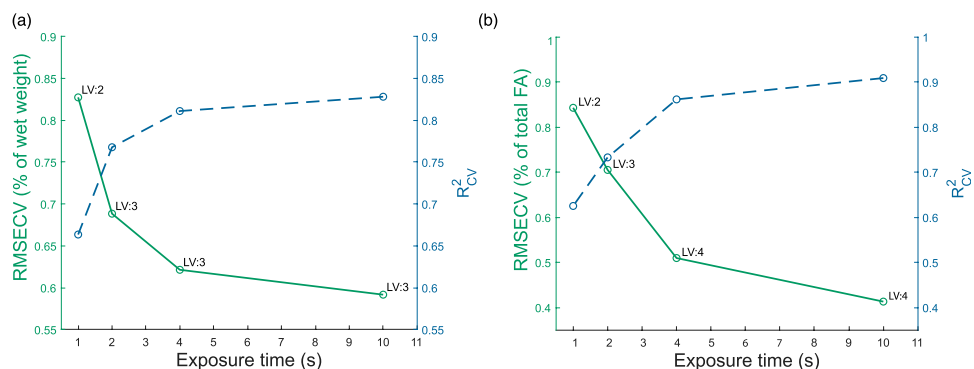 (a)
RMSECV (% of wet weight)
0.9
0.85
0.8
0.75
0.7
0.65
0.6
0.55
LV:2
LV:3
LV:3
LV:3
0.9
0.85
0.8
0.75
0.7
0.65
0.6
0.55
R²CV
1 2 3 4 5 6 7 8 9 10 11
Exposure time (s)
(b)
RMSECV (% of total FA)
1
0.9
0.8
0.7
0.6
0.5
0.4
LV:2
LV:3
LV:4
LV:4
1
0.9
0.8
0.7
0.6
0.5
0.4
R²CV
1 2 3 4 5 6 7 8 9 10 11
Exposure time (s)